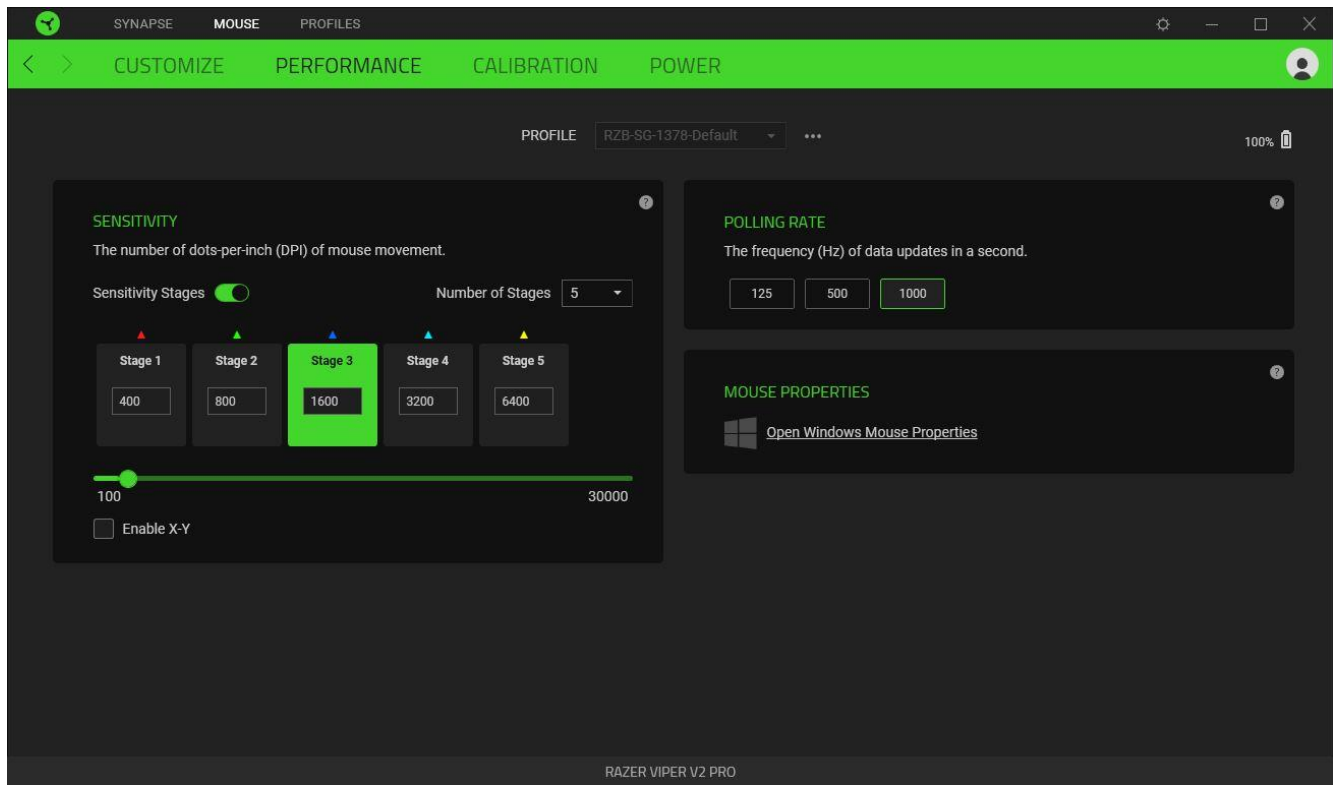 SYNAPSE MOUSE PROFILES
CUSTOMIZE PERFORMANCE CALIBRATION POWER
PROFILE RZB-SG-1378-Default
100%
SENSITIVITY
The number of dots-per-inch (DPI) of mouse movement.
Sensitivity Stages Number of Stages 5
Stage 1 Stage 2 Stage 3 Stage 4 Stage 5
400 800 1600 3200 6400
100 30000
Enable X-Y
POLLING RATE
The frequency (Hz) of data updates in a second.
125 500 1000
MOUSE PROPERTIES
Open Windows Mouse Properties
RAZER VIPER V2 PRO